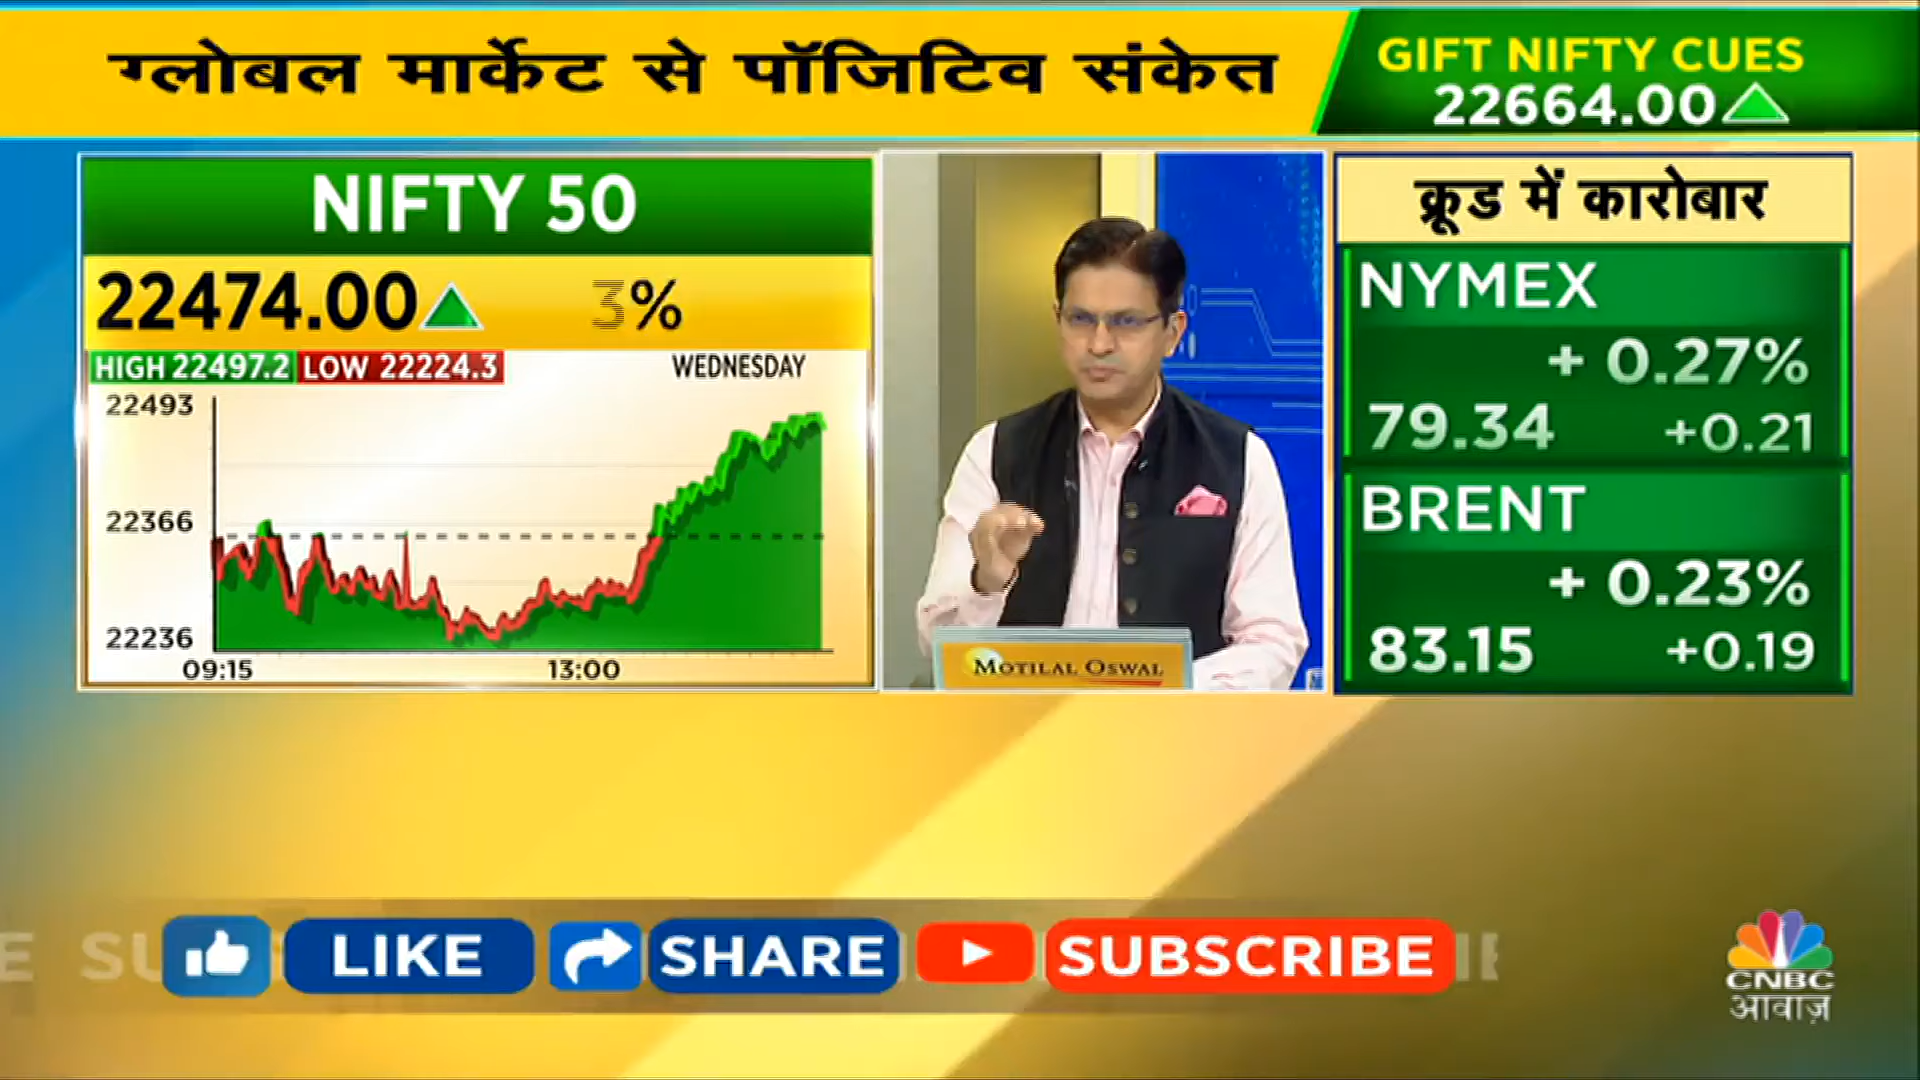 ग्लोबल मार्केट से पॉजिटिव संकेत
GIFT NIFTY CUES
22664.00
NIFTY 50
22474.00 3%
HIGH 22497.2 LOW 22224.3 WEDNESDAY
22493
22366
22236
09:15 13:00
MOTILAL OSWAL
क्रूड में कारोबार
NYMEX
+ 0.27%
79.34 +0.21
BRENT
+ 0.23%
83.15 +0.19
LIKE SHARE SUBSCRIBE
CNBC
आवाज़